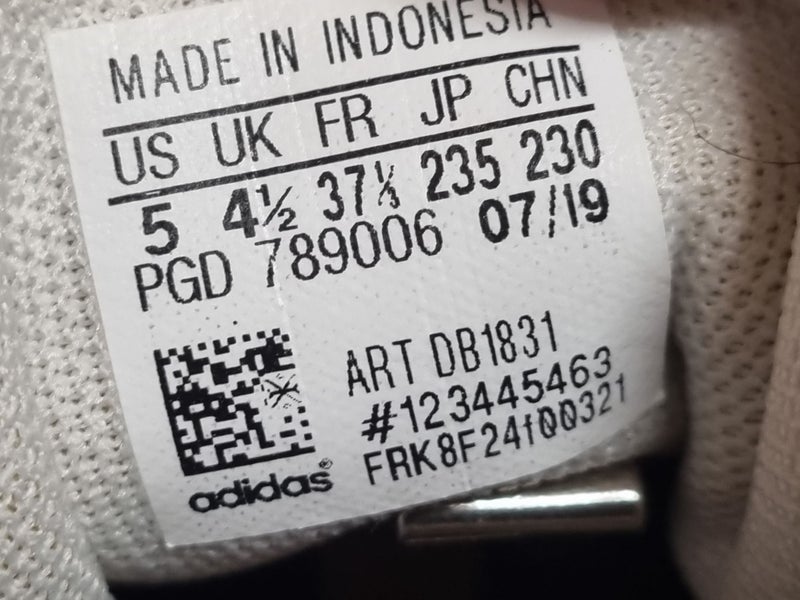 MADE IN INDONESIA
US UK FR JP CHN
5 4½ 37⅓ 235 230
PGD 789006 07/19
ART DB1831
#123445463
FRK8F24f00321
adidas®